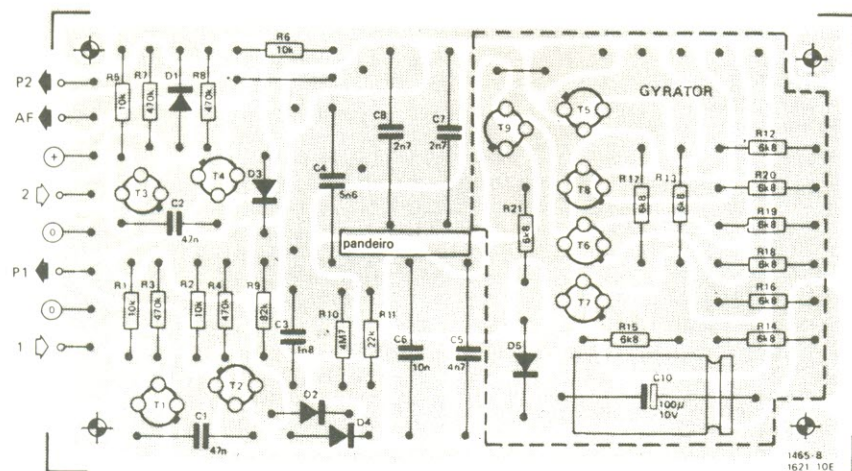 P2
AF
+
2
0
P1
0
1
R5
10k
R7
470k
D1
R8
470k
R6
10k
T3
T4
D3
C2
47n
C4
5n6
C8
2n7
C7
2n7
pandeiro
R1
10k
R3
470k
R2
10k
R4
470k
R9
82k
C3
1n8
R10
4M7
R11
22k
C6
10n
C5
4n7
T1
T2
C1
47n
D2
D4
GYRATOR
T9
T5
T8
T6
T7
R21
6k8
R17
6k8
R13
6k8
R12
6k8
R20
6k8
R19
6k8
R18
6k8
R16
6k8
R14
6k8
R15
6k8
D5
C10
100µ
10V
1465-8
1621 10E